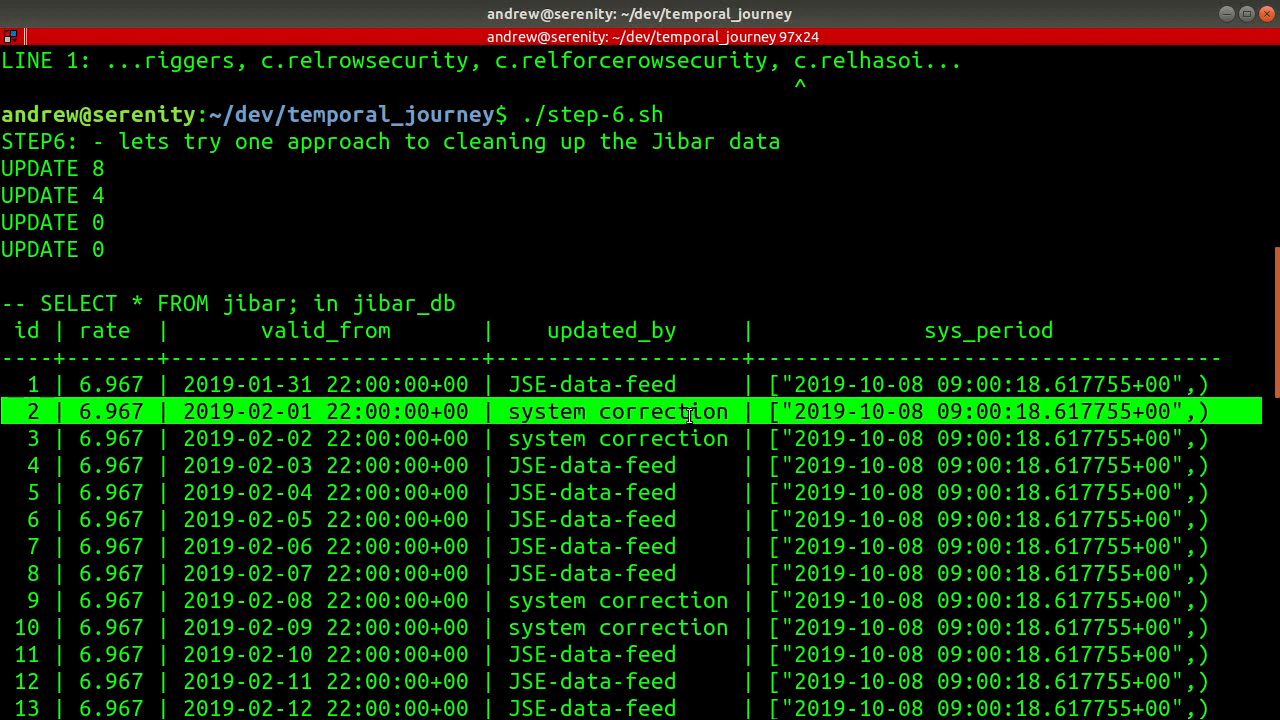 andrew@serenity: ~/dev/temporal_journey
andrew@serenity: ~/dev/temporal_journey 97x24
LINE 1: ...riggers, c.relrowsecurity, c.relforcerowsecurity, c.relhasoi...
^
andrew@serenity:~/dev/temporal_journey$ ./step-6.sh
STEP6: - lets try one approach to cleaning up the Jibar data
UPDATE 8
UPDATE 4
UPDATE 0
UPDATE 0
-- SELECT * FROM jibar; in jibar_db
id | rate | valid_from | updated_by | sys_period
----+-------+------------------------+-------------------+------------------------------------
1 | 6.967 | 2019-01-31 22:00:00+00 | JSE-data-feed | ["2019-10-08 09:00:18.617755+00",)
2 | 6.967 | 2019-02-01 22:00:00+00 | system correction | ["2019-10-08 09:00:18.617755+00",)
3 | 6.967 | 2019-02-02 22:00:00+00 | system correction | ["2019-10-08 09:00:18.617755+00",)
4 | 6.967 | 2019-02-03 22:00:00+00 | JSE-data-feed | ["2019-10-08 09:00:18.617755+00",)
5 | 6.967 | 2019-02-04 22:00:00+00 | JSE-data-feed | ["2019-10-08 09:00:18.617755+00",)
6 | 6.967 | 2019-02-05 22:00:00+00 | JSE-data-feed | ["2019-10-08 09:00:18.617755+00",)
7 | 6.967 | 2019-02-06 22:00:00+00 | JSE-data-feed | ["2019-10-08 09:00:18.617755+00",)
8 | 6.967 | 2019-02-07 22:00:00+00 | JSE-data-feed | ["2019-10-08 09:00:18.617755+00",)
9 | 6.967 | 2019-02-08 22:00:00+00 | system correction | ["2019-10-08 09:00:18.617755+00",)
10 | 6.967 | 2019-02-09 22:00:00+00 | system correction | ["2019-10-08 09:00:18.617755+00",)
11 | 6.967 | 2019-02-10 22:00:00+00 | JSE-data-feed | ["2019-10-08 09:00:18.617755+00",)
12 | 6.967 | 2019-02-11 22:00:00+00 | JSE-data-feed | ["2019-10-08 09:00:18.617755+00",)
13 | 6.967 | 2019-02-12 22:00:00+00 | JSE-data-feed | ["2019-10-08 09:00:18.617755+00",)